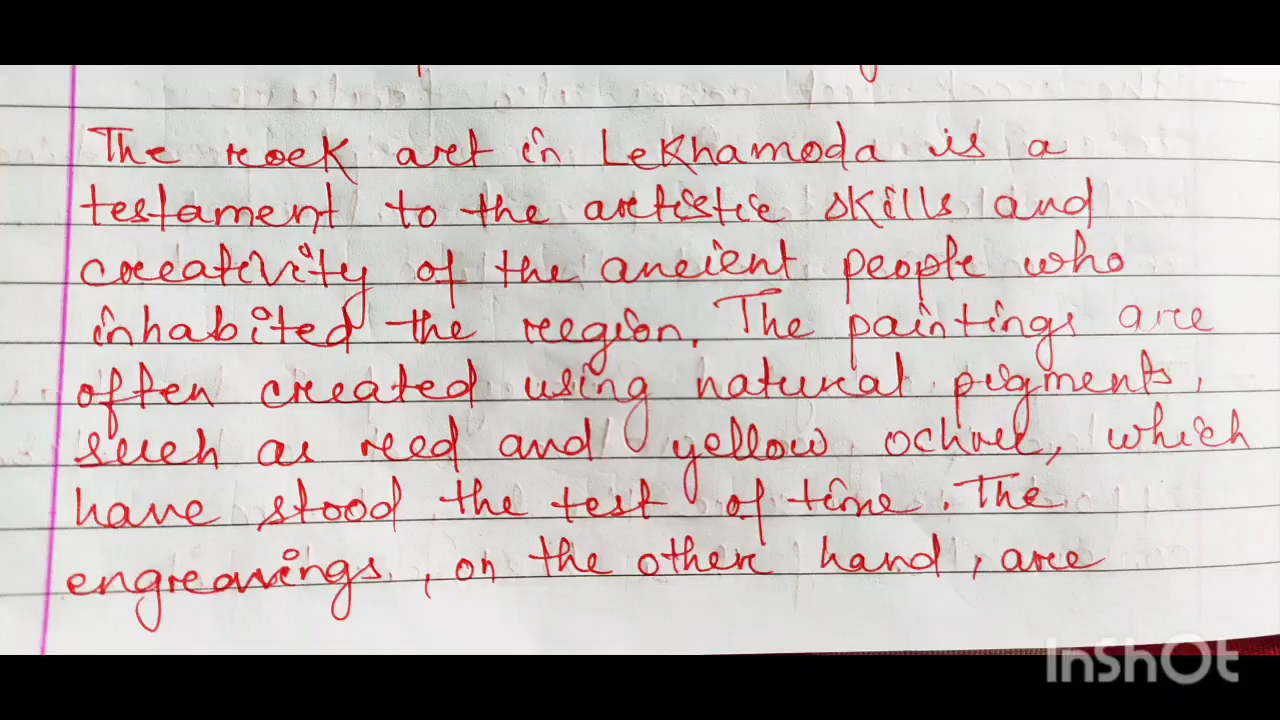 The rock art in Lekhamoda is a
testament to the artistic skills and
creativity of the ancient people who
inhabited the region. The paintings are
often created using natural pigments,
such as red and yellow ochre, which
have stood the test of time. The
engravings, on the other hand, are
InShOt